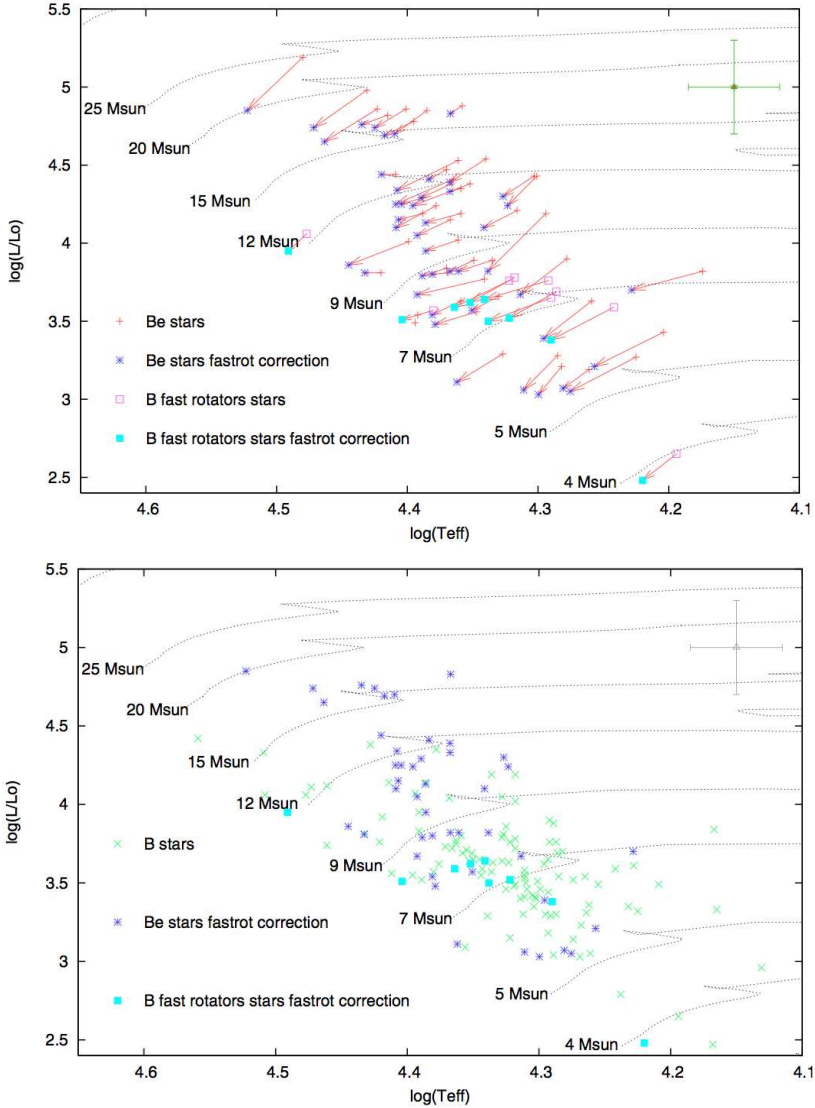 5.5
5
4.5
4
3.5
3
2.5
log(L/Lo)
25 Msun
20 Msun
15 Msun
12 Msun
9 Msun
7 Msun
5 Msun
4 Msun
Be stars
Be stars fastrot correction
B fast rotators stars
B fast rotators stars fastrot correction
4.6 4.5 4.4 4.3 4.2 4.1
log(Teff)
5.5
5
4.5
4
3.5
3
2.5
log(L/Lo)
25 Msun
20 Msun
15 Msun
12 Msun
9 Msun
7 Msun
5 Msun
4 Msun
B stars
Be stars fastrot correction
B fast rotators stars fastrot correction
4.6 4.5 4.4 4.3 4.2 4.1
log(Teff)